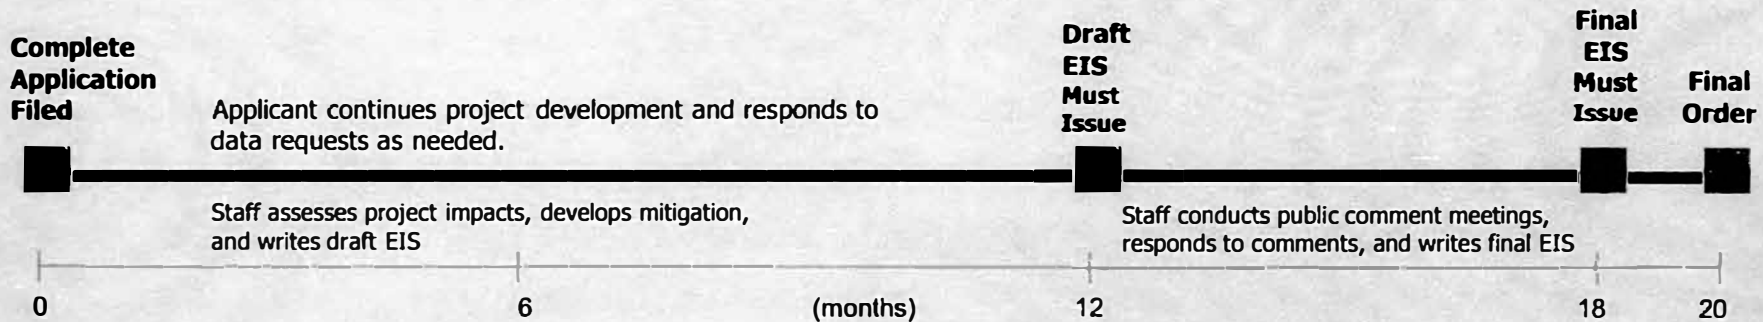 Complete
Application
Filed
Applicant continues project development and responds to
data requests as needed.
Draft
EIS
Must
Issue
Final
EIS
Must
Issue
Final
Order
Staff assesses project impacts, develops mitigation,
and writes draft EIS
Staff conducts public comment meetings,
responds to comments, and writes final EIS
0 6 (months) 12 18 20